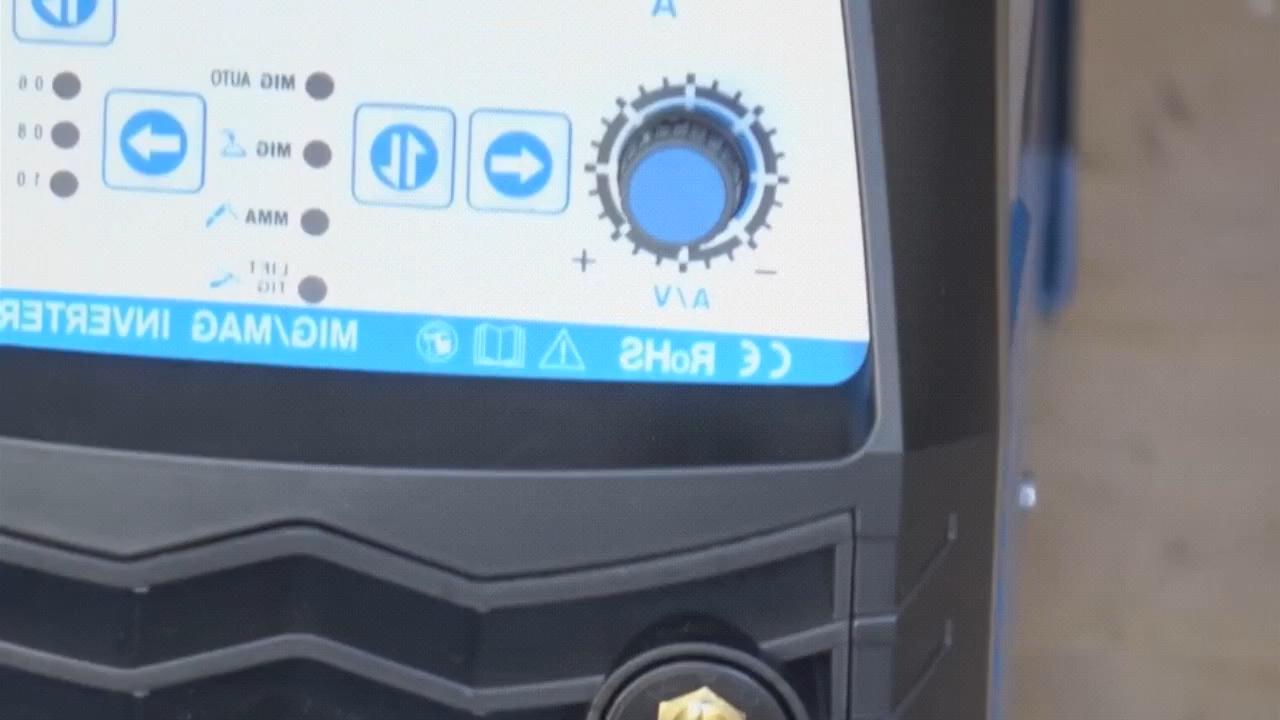 A
MIG AUTO
0 6
MIG
0 8
MMA
1 0
LIFT
TIG
+
−
A/V
CE RoHS
MIG/MAG INVERTER